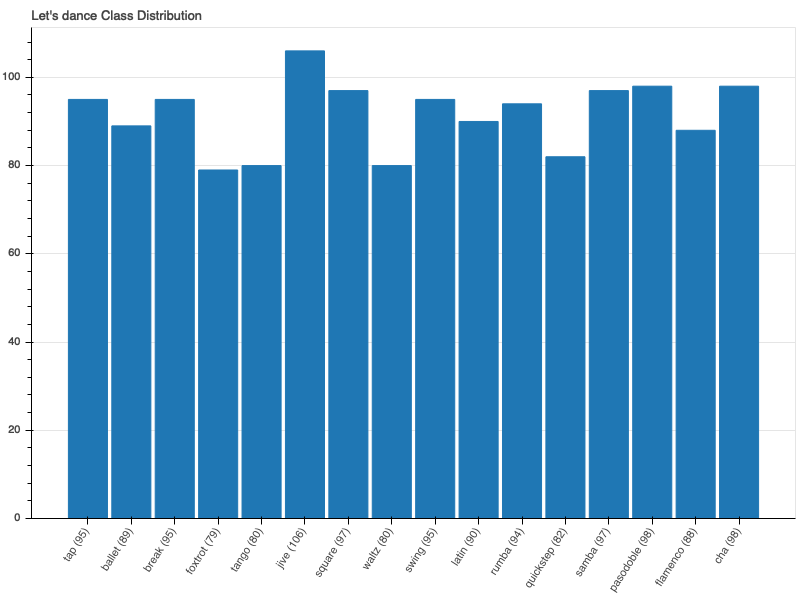 Let's dance Class Distribution
100
80
60
40
20
0
tap (95)
ballet (89)
break (95)
foxtrot (79)
tango (80)
jive (106)
square (97)
waltz (80)
swing (95)
latin (90)
rumba (94)
quickstep (82)
samba (97)
pasodoble (98)
flamenco (88)
cha (98)